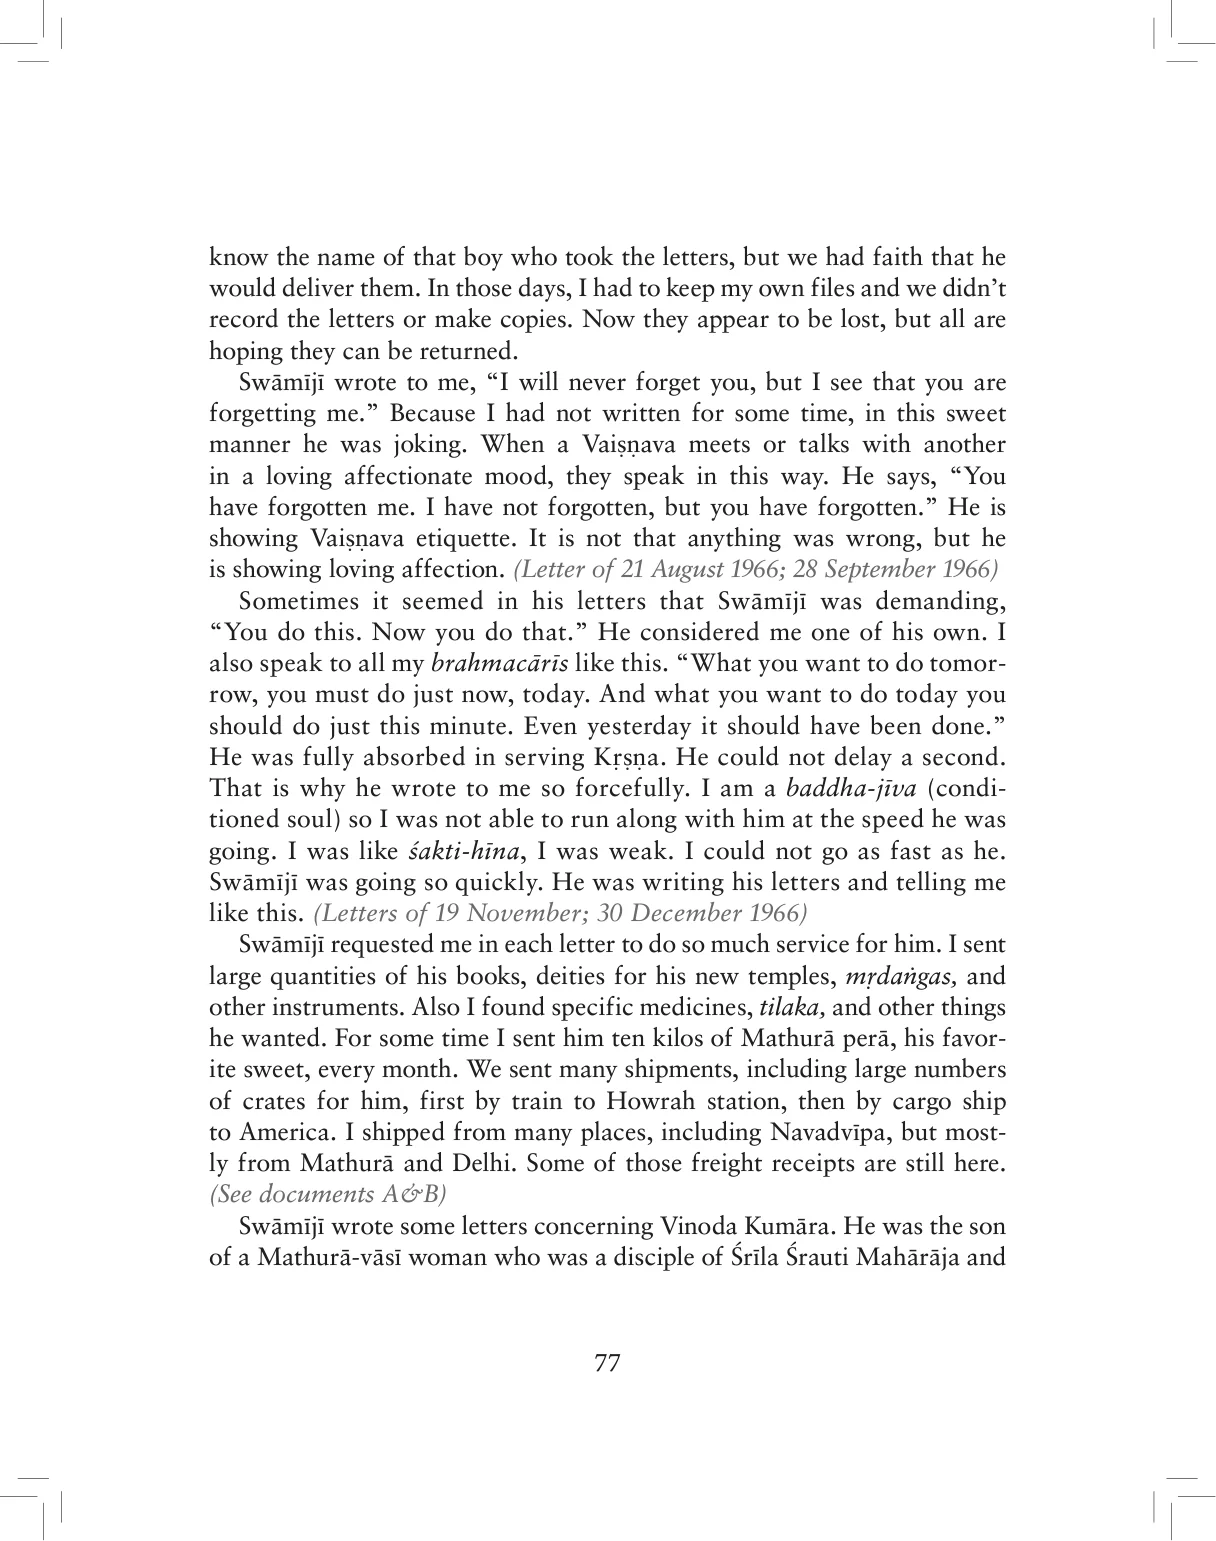 know the name of that boy who took the letters, but we had faith that he
would deliver them. In those days, I had to keep my own files and we didn’t
record the letters or make copies. Now they appear to be lost, but all are
hoping they can be returned.
Swāmījī wrote to me, “I will never forget you, but I see that you are
forgetting me.” Because I had not written for some time, in this sweet
manner he was joking. When a Vaiṣṇava meets or talks with another
in a loving affectionate mood, they speak in this way. He says, “You
have forgotten me. I have not forgotten, but you have forgotten.” He is
showing Vaiṣṇava etiquette. It is not that anything was wrong, but he
is showing loving affection. (Letter of 21 August 1966; 28 September 1966)
Sometimes it seemed in his letters that Swāmījī was demanding,
“You do this. Now you do that.” He considered me one of his own. I
also speak to all my brahmacārīs like this. “What you want to do tomor-
row, you must do just now, today. And what you want to do today you
should do just this minute. Even yesterday it should have been done.”
He was fully absorbed in serving Kṛṣṇa. He could not delay a second.
That is why he wrote to me so forcefully. I am a baddha-jīva (condi-
tioned soul) so I was not able to run along with him at the speed he was
going. I was like śakti-hīna, I was weak. I could not go as fast as he.
Swāmījī was going so quickly. He was writing his letters and telling me
like this. (Letters of 19 November; 30 December 1966)
Swāmījī requested me in each letter to do so much service for him. I sent
large quantities of his books, deities for his new temples, mṛdaṅgas, and
other instruments. Also I found specific medicines, tilaka, and other things
he wanted. For some time I sent him ten kilos of Mathurā perā, his favor-
ite sweet, every month. We sent many shipments, including large numbers
of crates for him, first by train to Howrah station, then by cargo ship
to America. I shipped from many places, including Navadvīpa, but most-
ly from Mathurā and Delhi. Some of those freight receipts are still here.
(See documents A&B)
Swāmījī wrote some letters concerning Vinoda Kumāra. He was the son
of a Mathurā-vāsī woman who was a disciple of Śrīla Śrauti Mahārāja and
77